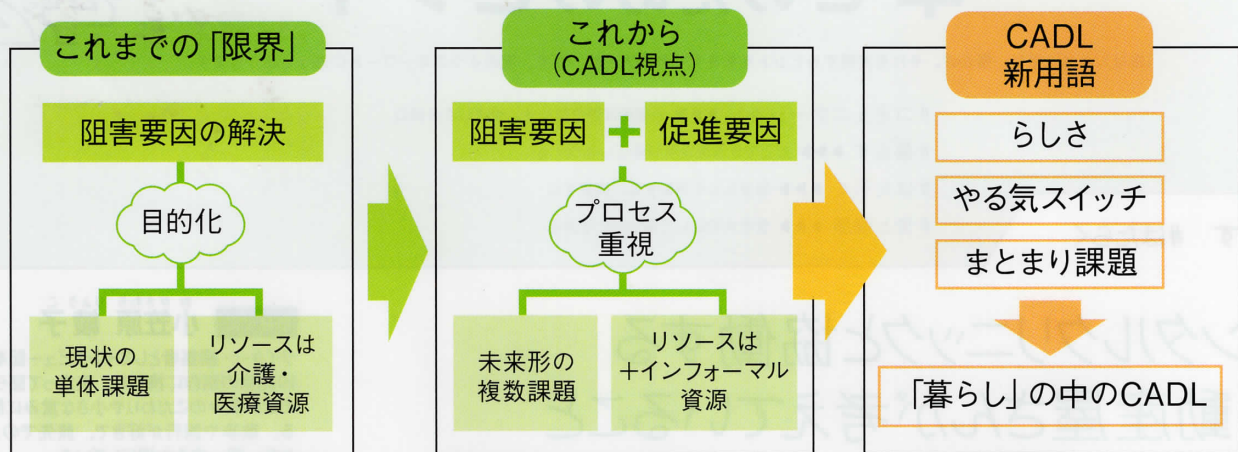 これまでの「限界」
阻害要因の解決
目的化
現状の
単体課題
リソースは
介護・
医療資源
これから
（CADL視点）
阻害要因 + 促進要因
プロセス
重視
未来形の
複数課題
リソースは
＋インフォーマル
資源
CADL
新用語
らしさ
やる気スイッチ
まとまり課題
「暮らし」の中のCADL